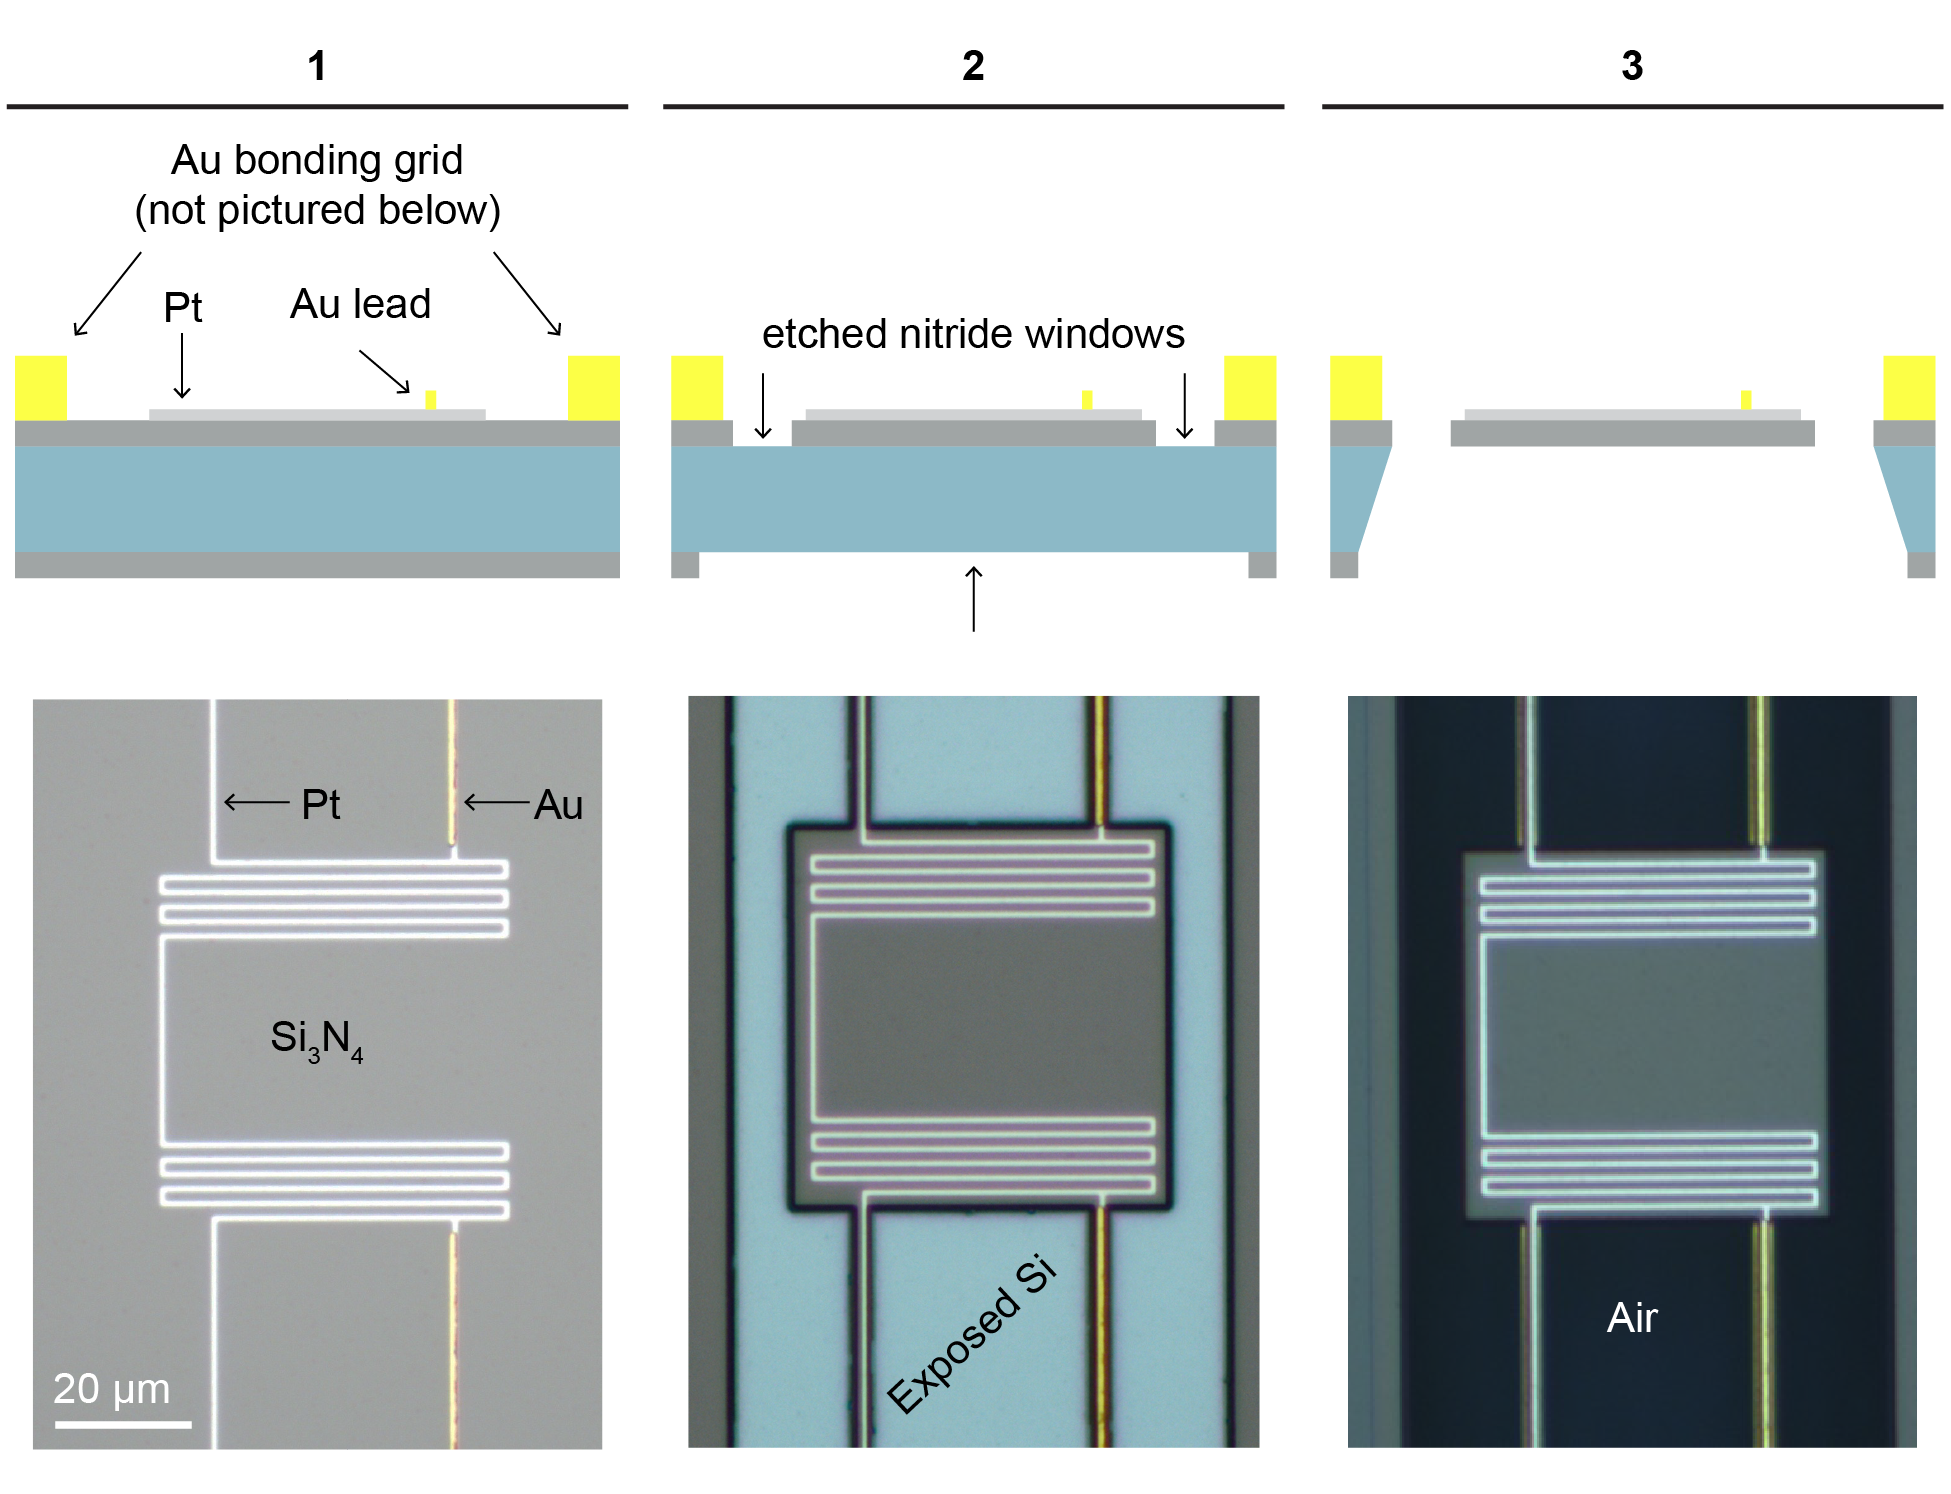 1
2
3
Au bonding grid
(not pictured below)
Pt
Au lead
etched nitride windows
Pt
Au
Si₃N₄
20 µm
Exposed Si
Air